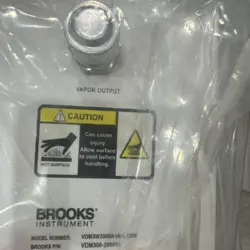 VAPOR OUTPUT
CAUTION
Can cause
injury.
Allow surface
to cool before
handling.
HOT SURFACE
BROOKS
INSTRUMENT
MODEL NUMBER:
BROOKS P/N: